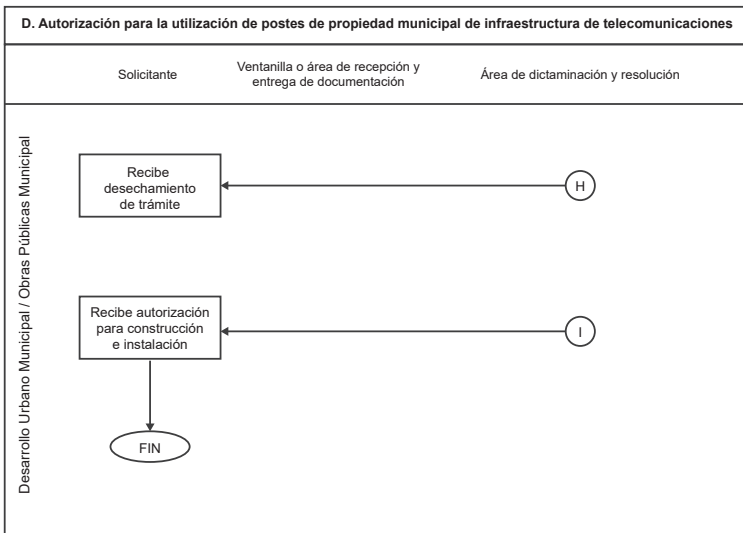 D. Autorización para la utilización de postes de propiedad municipal de infraestructura de telecomunicaciones
Solicitante
Ventanilla o área de recepción y
entrega de documentación
Área de dictaminación y resolución
Desarrollo Urbano Municipal / Obras Públicas Municipal
Recibe
desechamiento
de trámite
H
Recibe autorización
para construcción
e instalación
I
FIN